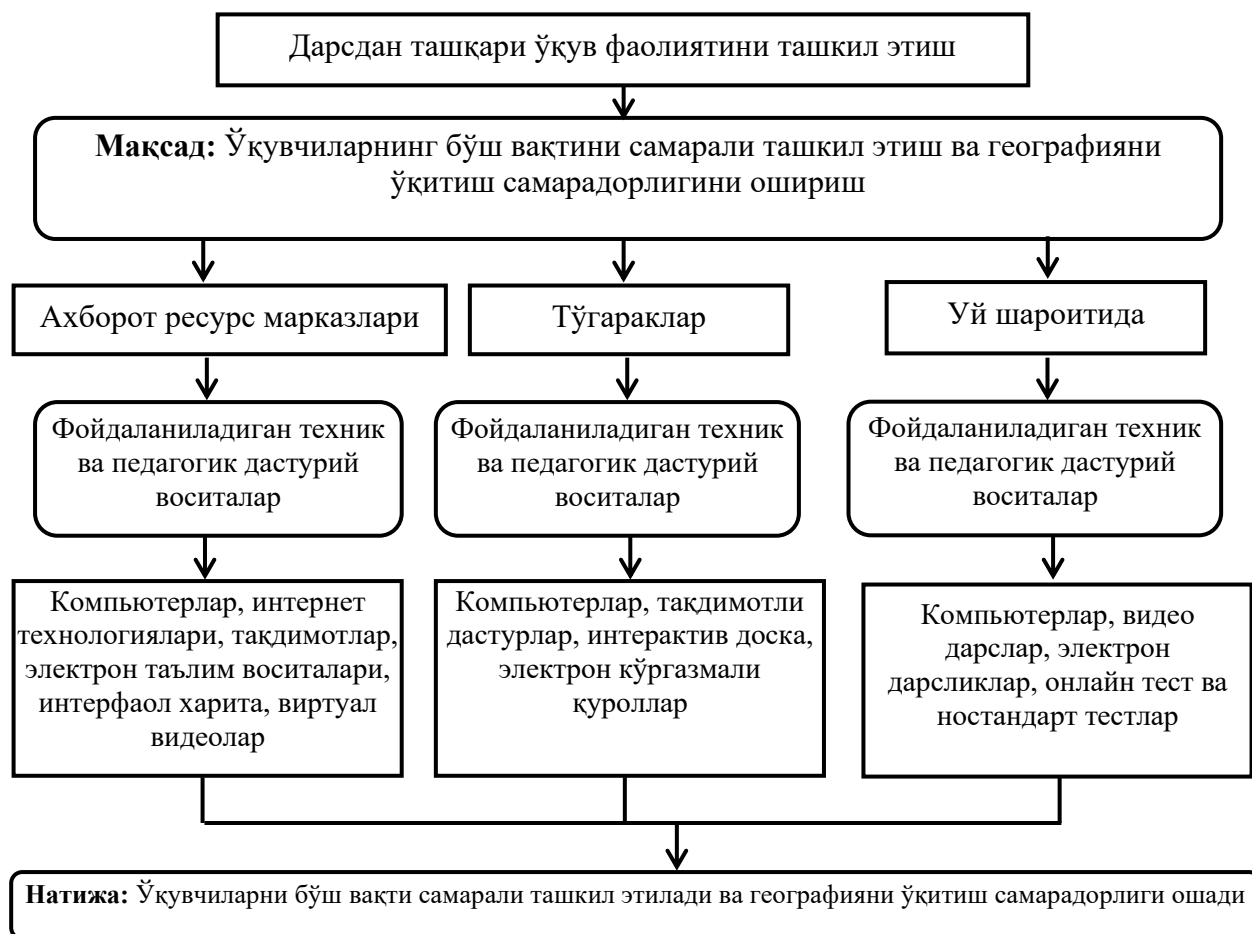 Дарсдан ташқари ўқув фаолиятини ташкил этиш
Мақсад: Ўқувчиларнинг бўш вақтини самарали ташкил этиш ва географияни
ўқитиш самарадорлигини ошириш
Ахборот ресурс марказлари
Тўгараклар
Уй шароитида
Фойдаланиладиган техник
ва педагогик дастурий
воситалар
Фойдаланиладиган техник
ва педагогик дастурий
воситалар
Фойдаланиладиган техник
ва педагогик дастурий
воситалар
Компьютерлар, интернет
технологиялари, тақдимотлар,
электрон таълим воситалари,
интерфаол харита, виртуал
видеолар
Компьютерлар, тақдимотли
дастурлар, интерактив доска,
электрон кўргазмали
қуроллар
Компьютерлар, видео
дарслар, электрон
дарсликлар, онлайн тест ва
ностандарт тестлар
Натижа: Ўқувчиларни бўш вақти самарали ташкил этилади ва географияни ўқитиш самарадорлиги ошади